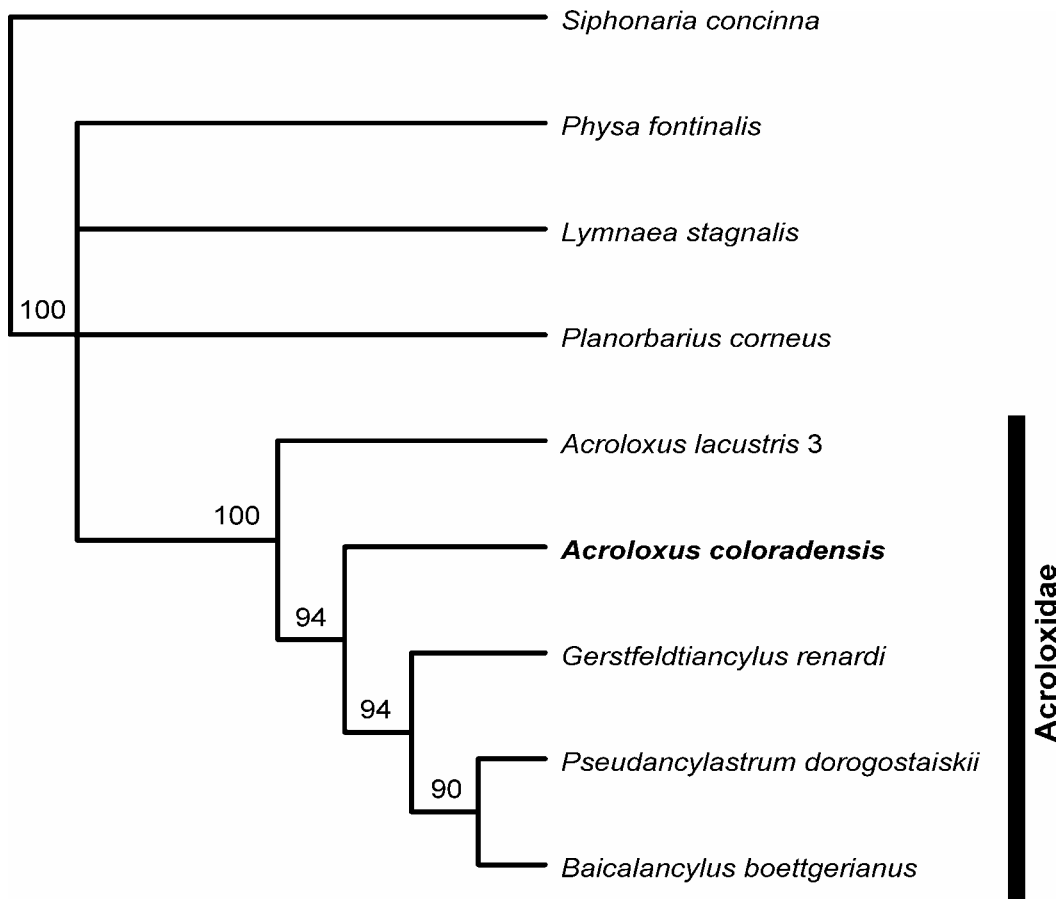 Siphonaria concinna
Physa fontinalis
Lymnaea stagnalis
100
Planorbarius corneus
Acroloxus lacustris 3
100
Acroloxus coloradensis
94
Gerstfeldtiancylus renardi
94
Pseudancylastrum dorogostaiskii
90
Baicalancylus boettgerianus
Acroloxidae